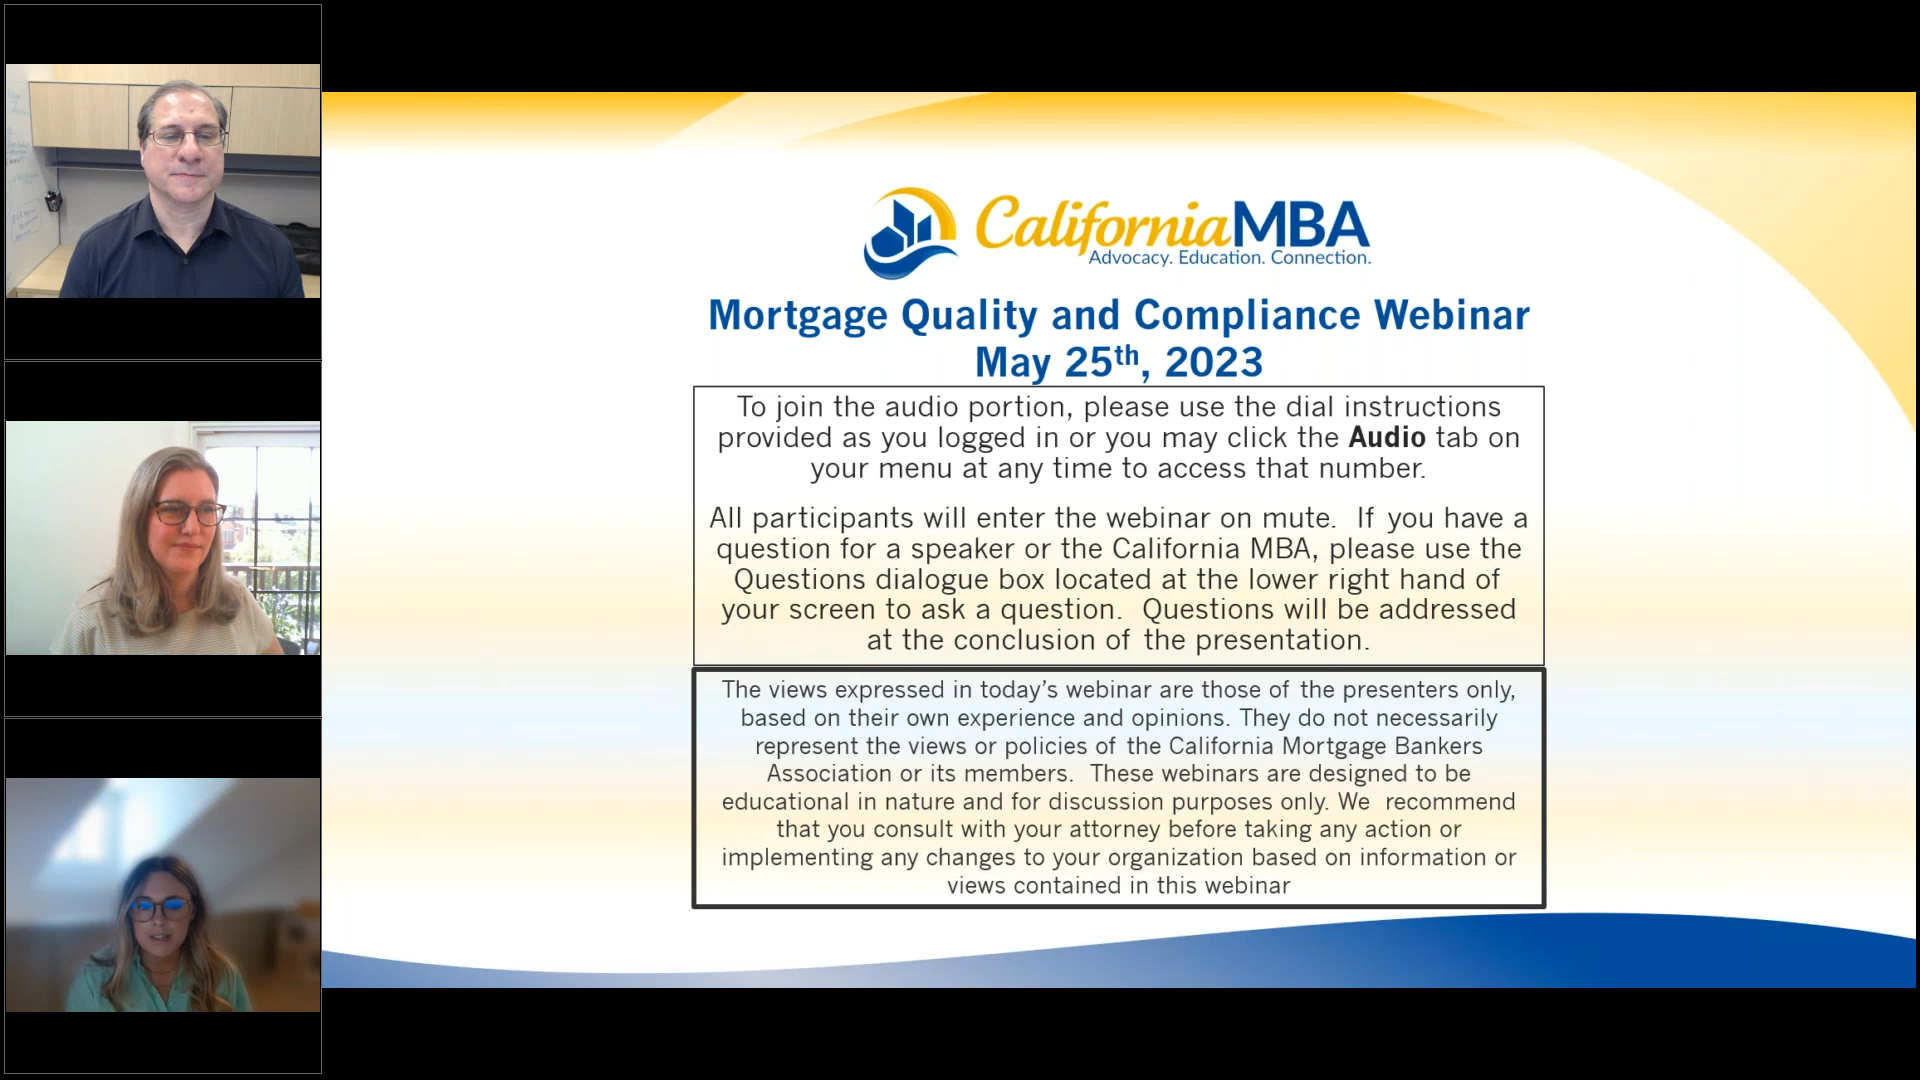 CaliforniaMBA
Advocacy. Education. Connection.
Mortgage Quality and Compliance Webinar
May 25th, 2023
To join the audio portion, please use the dial instructions
provided as you logged in or you may click the Audio tab on
your menu at any time to access that number.
All participants will enter the webinar on mute.  If you have a
question for a speaker or the California MBA, please use the
Questions dialogue box located at the lower right hand of
your screen to ask a question.  Questions will be addressed
at the conclusion of the presentation.
The views expressed in today’s webinar are those of the presenters only,
based on their own experience and opinions. They do not necessarily
represent the views or policies of the California Mortgage Bankers
Association or its members.  These webinars are designed to be
educational in nature and for discussion purposes only. We  recommend
that you consult with your attorney before taking any action or
implementing any changes to your organization based on information or
views contained in this webinar